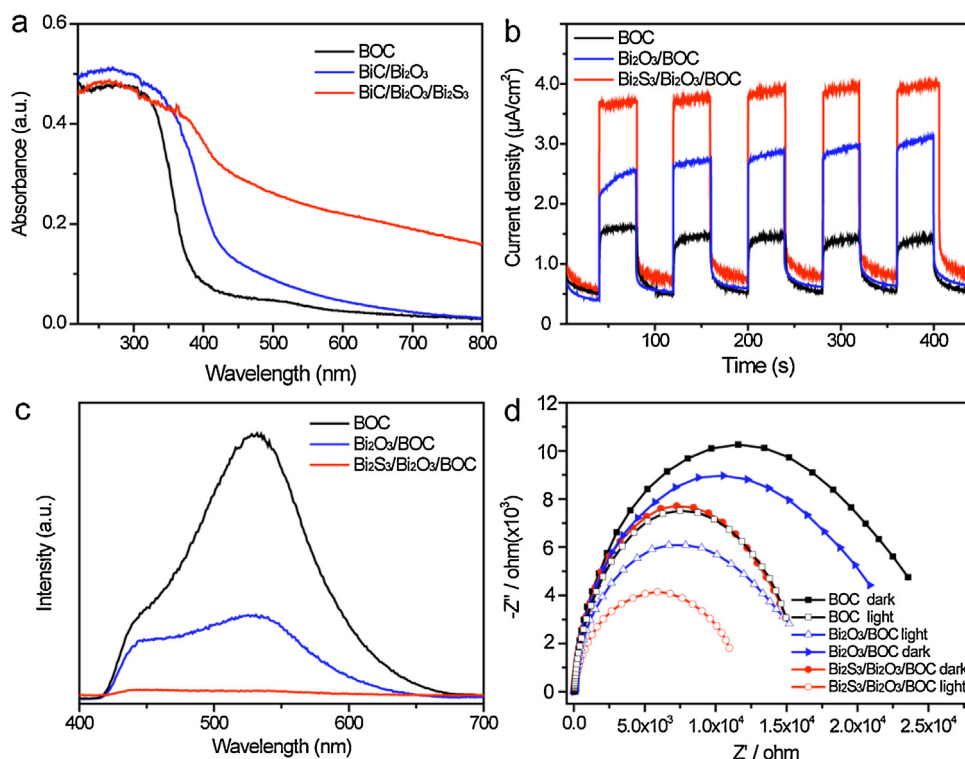 a
0.6
0.4
0.2
0.0
Absorbance (a.u.)
BOC
BiC/Bi₂O₃
BiC/Bi₂O₃/Bi₂S₃
300 400 500 600 700 800
Wavelength (nm)
b
BOC
Bi₂O₃/BOC
Bi₂S₃/Bi₂O₃/BOC
5.0
4.0
3.0
2.0
1.0
0
Current density (µA/cm²)
100 200 300 400
Time (s)
c
BOC
Bi₂O₃/BOC
Bi₂S₃/Bi₂O₃/BOC
Intensity (a.u.)
400 500 600 700
Wavelength (nm)
d
12
10
8
6
4
2
0
-Z'' / ohm(x10³)
BOC dark
BOC light
Bi₂O₃/BOC light
Bi₂O₃/BOC dark
Bi₂S₃/Bi₂O₃/BOC dark
Bi₂S₃/Bi₂O₃/BOC light
0 5.0x10³ 1.0x10⁴ 1.5x10⁴ 2.0x10⁴ 2.5x10⁴
Z' / ohm